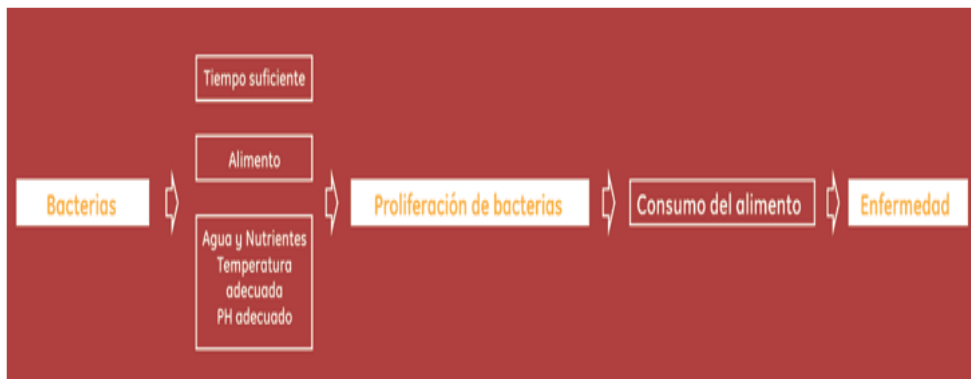 Bacterias
Tiempo suficiente
Alimento
Agua y Nutrientes
Temperatura
adecuada
PH adecuado
Proliferación de bacterias
Consumo del alimento
Enfermedad